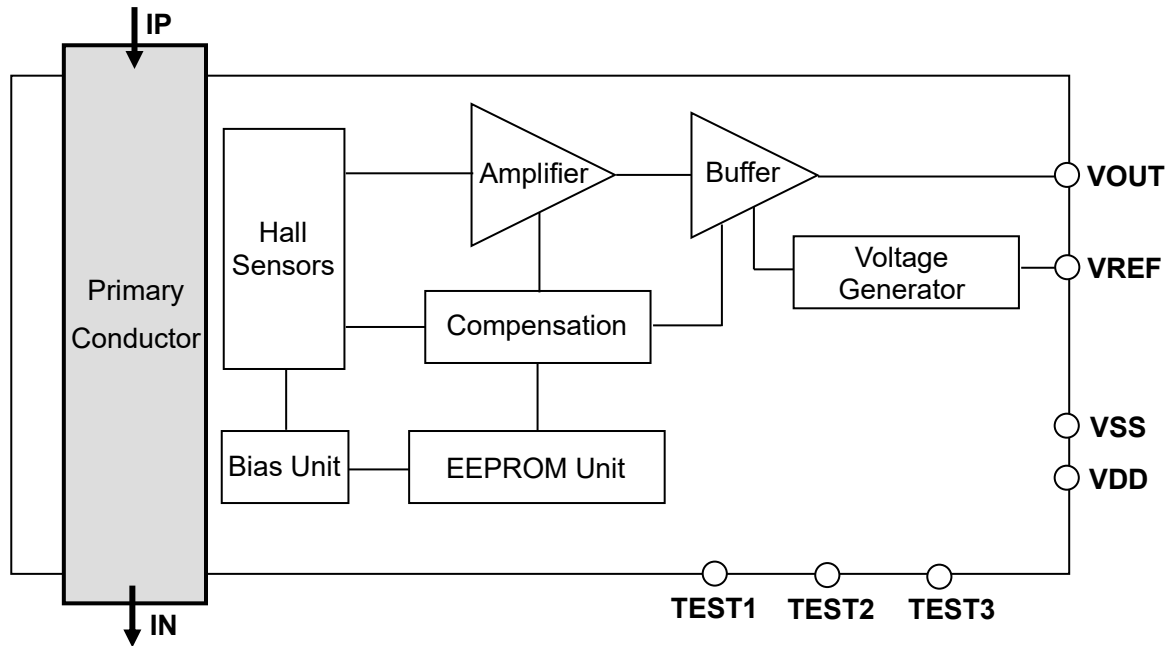 IP
Primary
Conductor
IN
Hall
Sensors
Amplifier
Buffer
Voltage
Generator
Compensation
Bias Unit
EEPROM Unit
VOUT
VREF
VSS
VDD
TEST1
TEST2
TEST3